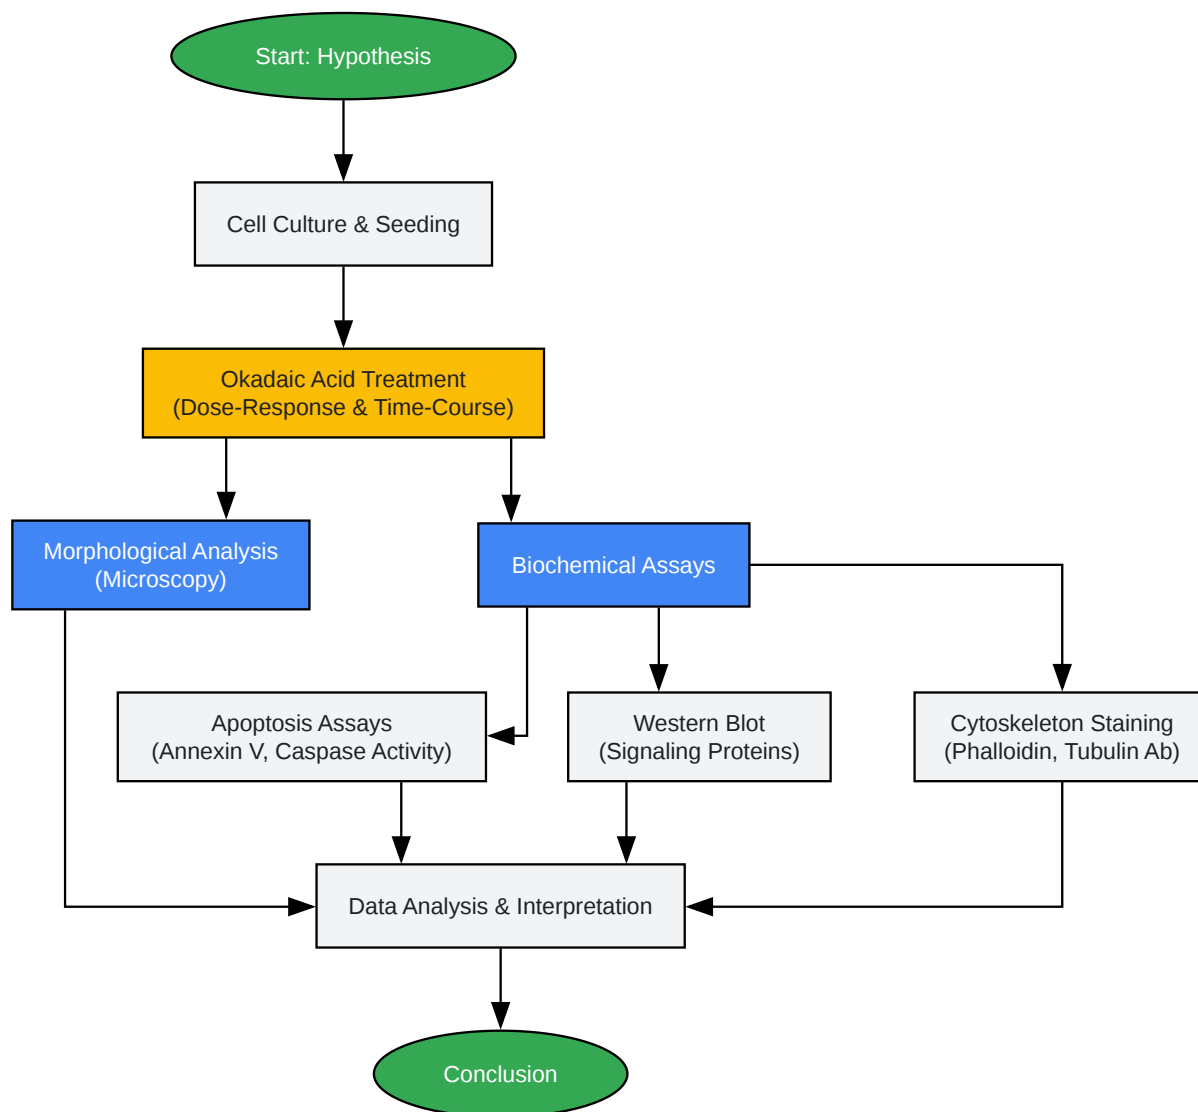 Start: Hypothesis
Cell Culture & Seeding
Okadaic Acid Treatment
(Dose-Response & Time-Course)
Morphological Analysis
(Microscopy)
Biochemical Assays
Apoptosis Assays
(Annexin V, Caspase Activity)
Western Blot
(Signaling Proteins)
Cytoskeleton Staining
(Phalloidin, Tubulin Ab)
Data Analysis & Interpretation
Conclusion